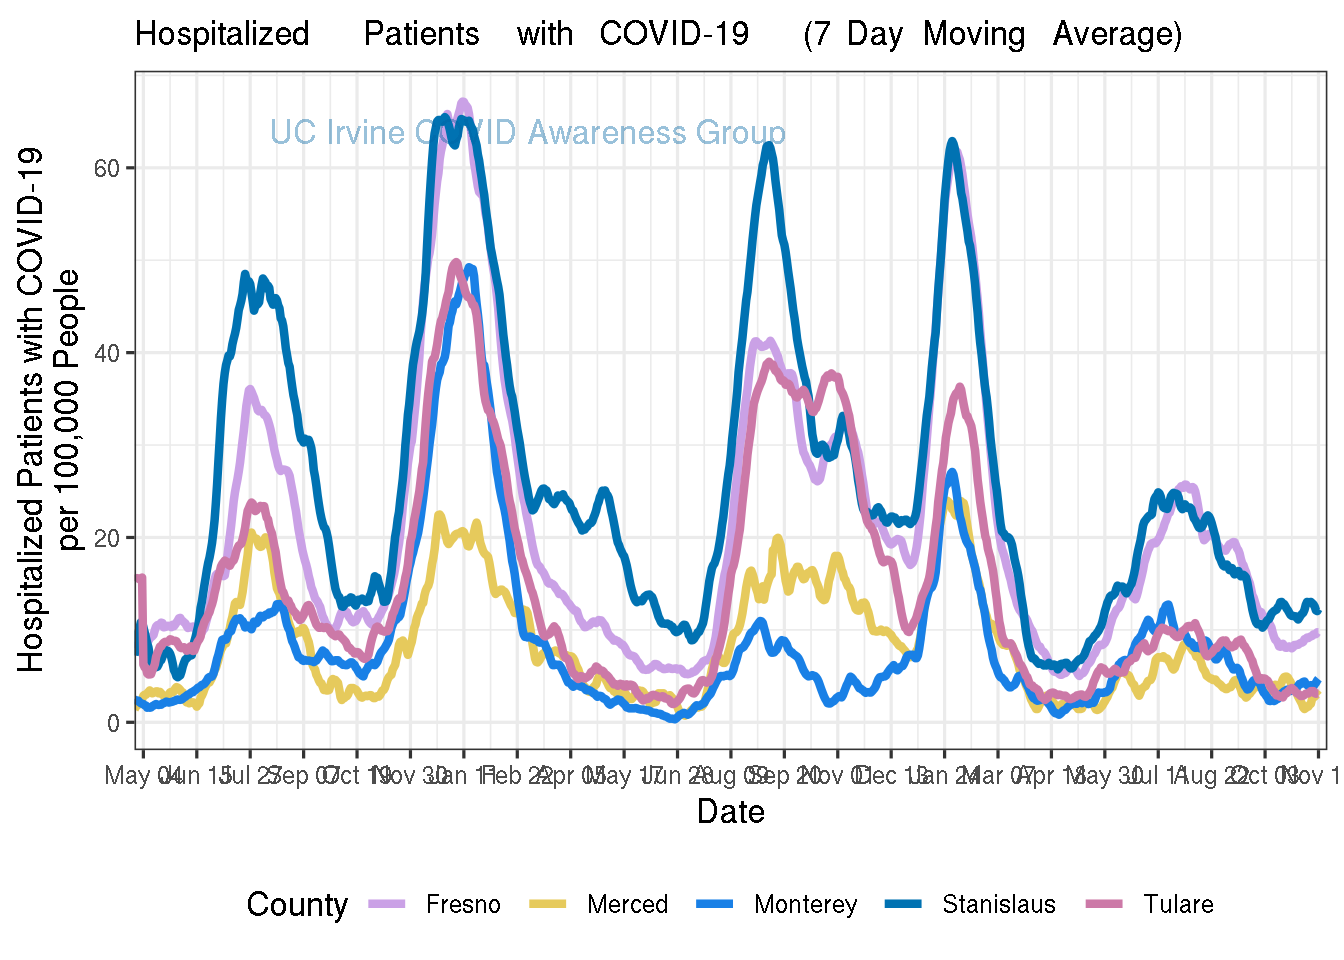 Hospitalized Patients with COVID-19 (7 Day Moving Average)
UC Irvine COVID Awareness Group
Hospitalized Patients with COVID-19
per 100,000 People
60
40
20
0
May 04 Jun 15 Jul 27 Sep 07 Oct 19 Nov 30 Jan 11 Feb 22 Apr 05 May 17 Jun 28 Aug 09 Sep 20 Nov 01 Dec 13 Jan 24 Mar 07 Apr 18 May 30 Jul 11 Aug 22 Oct 03 Nov 1
Date
County Fresno Merced Monterey Stanislaus Tulare